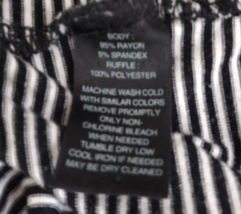 BODY:
95% RAYON
5% SPANDEX
RUFFLE:
100% POLYESTER
MACHINE WASH COLD
WITH SIMILAR COLORS
REMOVE PROMPTLY
ONLY NON-
CHLORINE BLEACH
WHEN NEEDED
TUMBLE DRY LOW
COOL IRON IF NEEDED
MAY BE DRY CLEANED